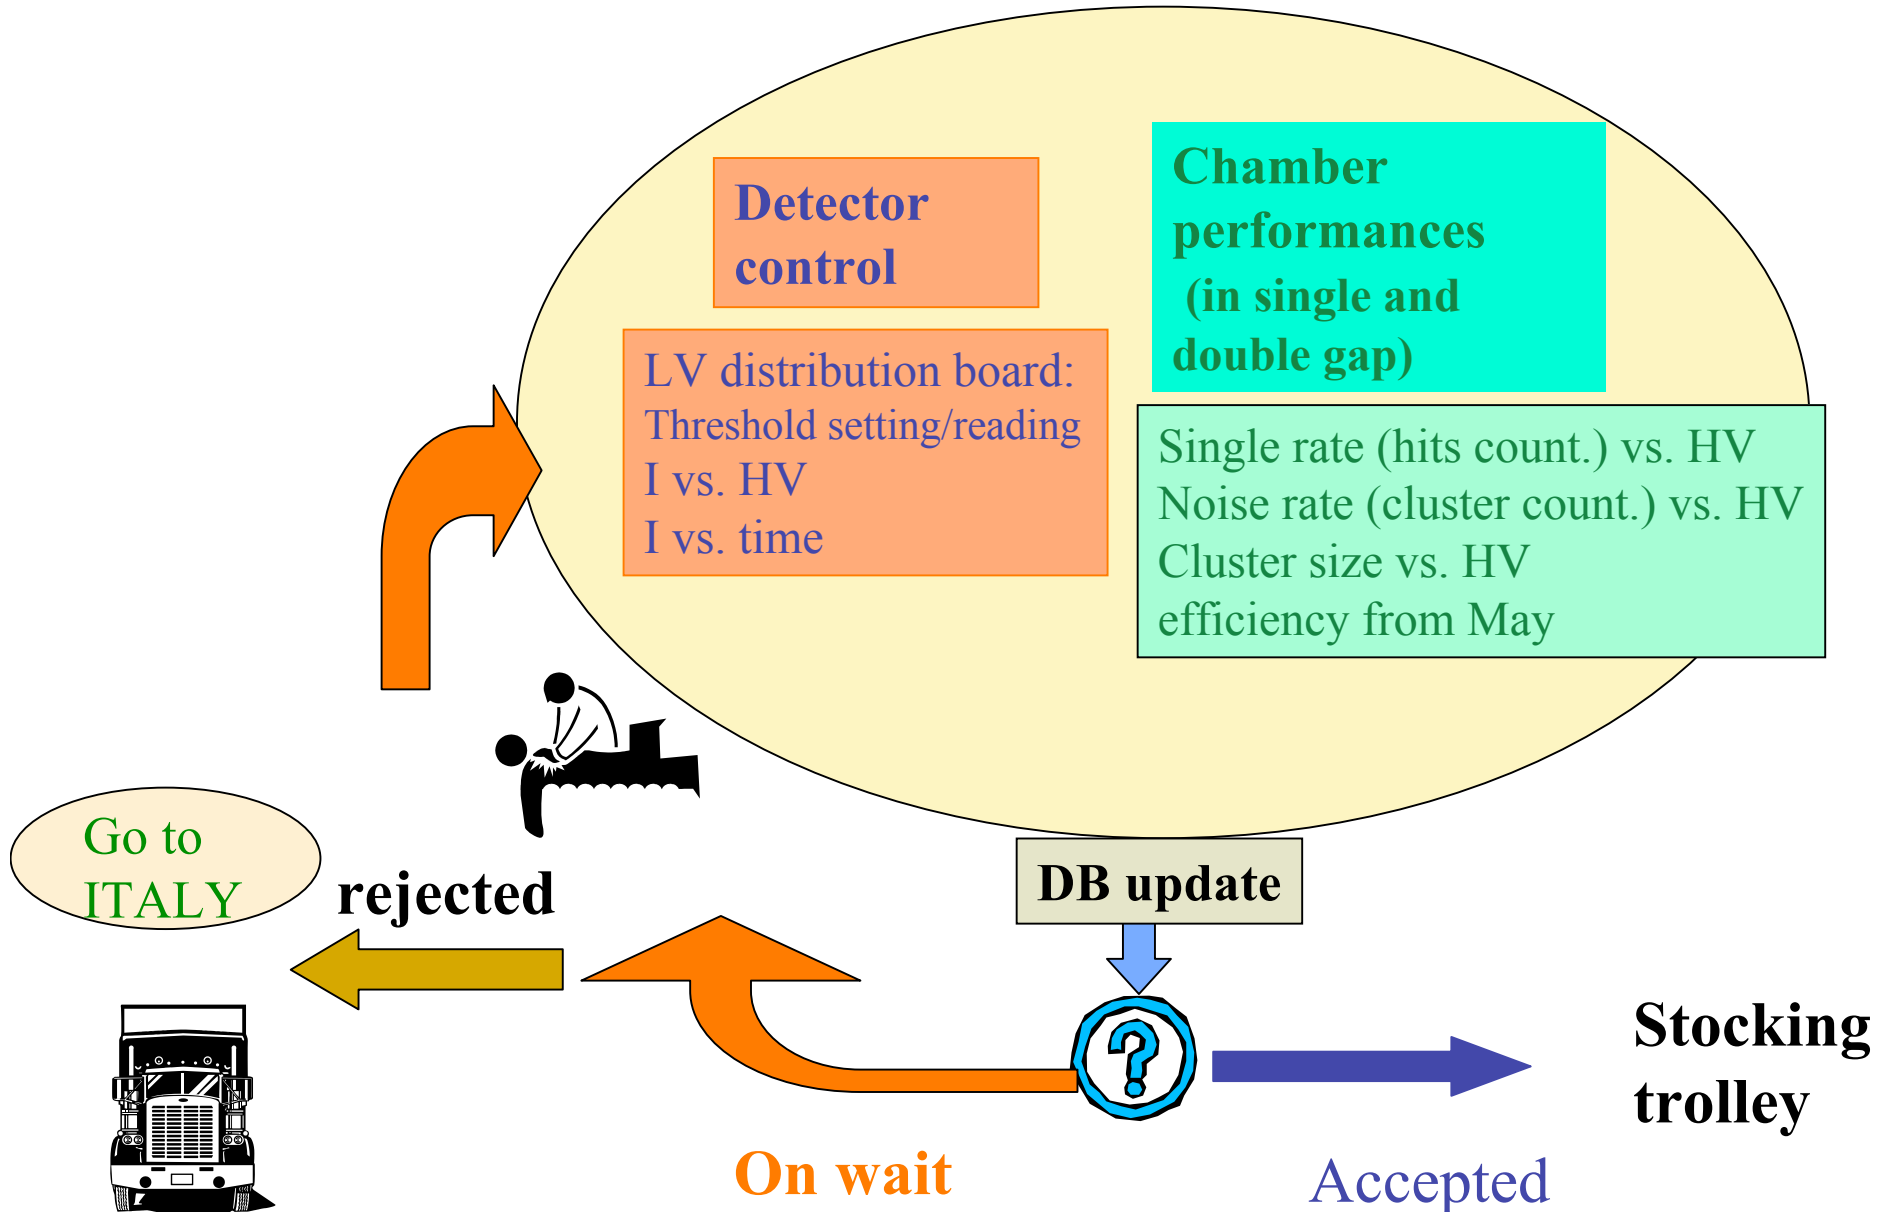 Detector
control
Chamber
performances
(in single and
double gap)
LV distribution board:
Threshold setting/reading
I vs. HV
I vs. time
Single rate (hits count.) vs. HV
Noise rate (cluster count.) vs. HV
Cluster size vs. HV
efficiency from May
Go to
ITALY
rejected
DB update
?
Stocking
trolley
On wait
Accepted